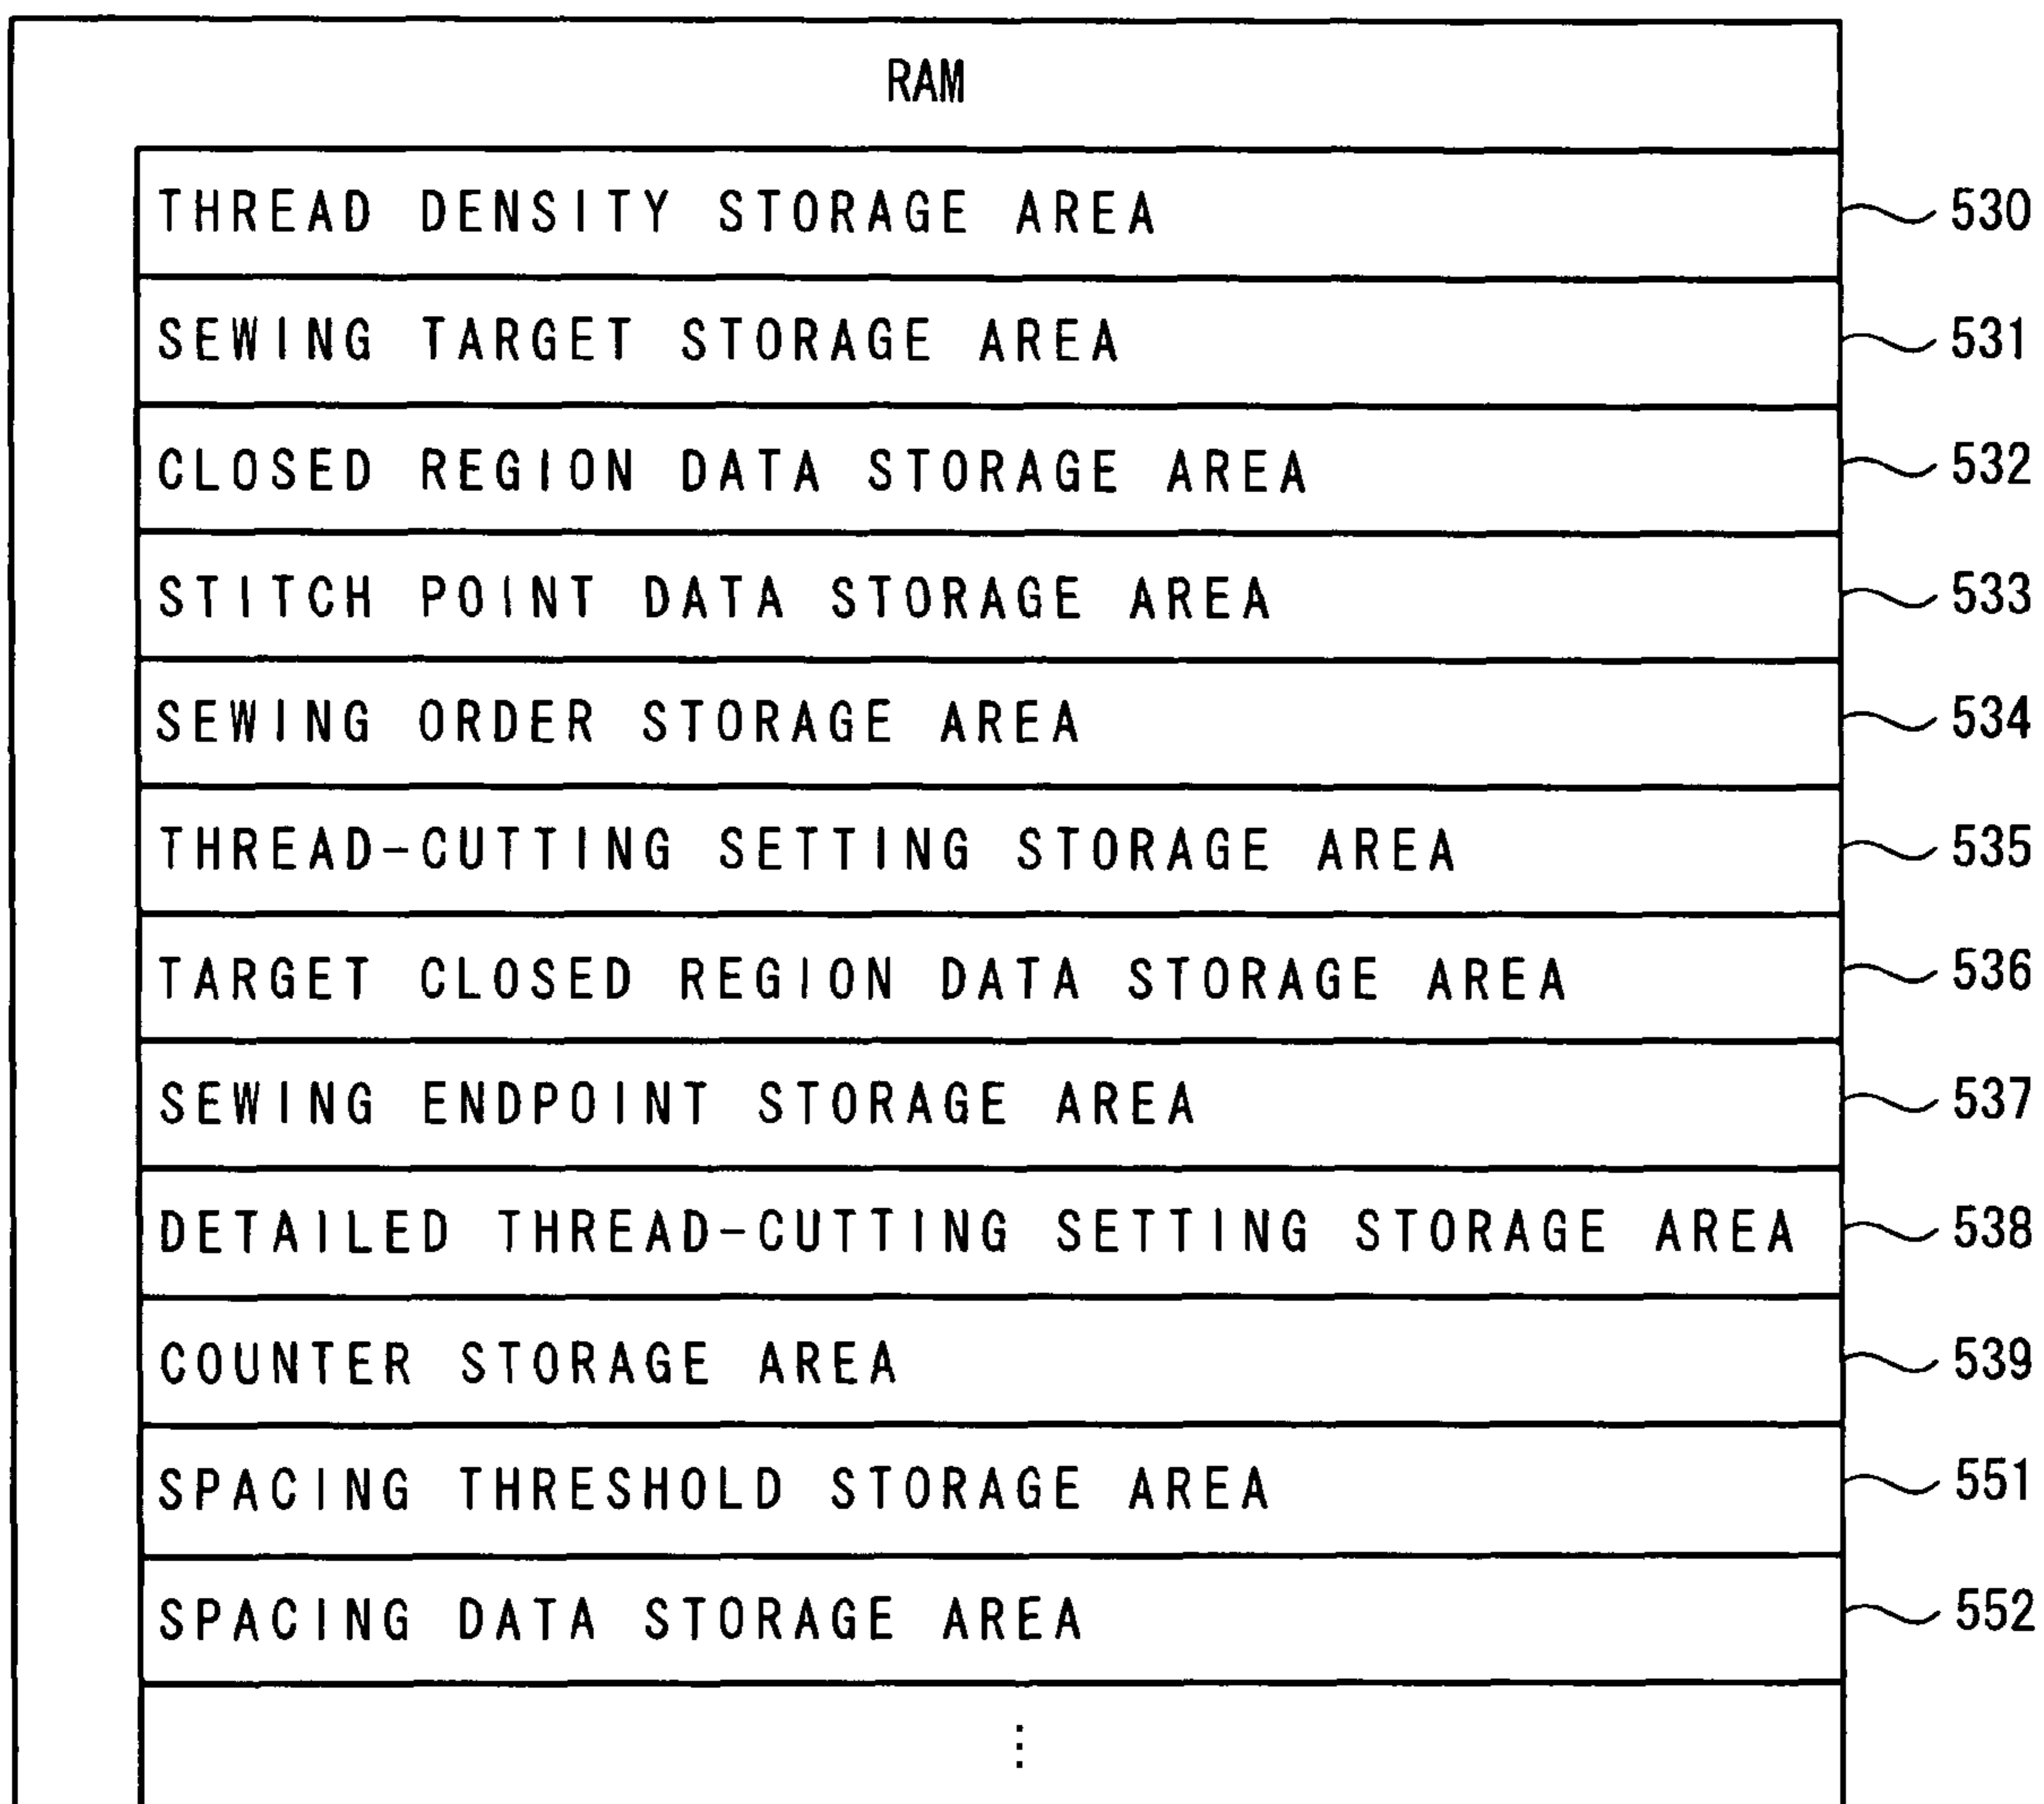 RAM
THREAD DENSITY STORAGE AREA 530
SEWING TARGET STORAGE AREA 531
CLOSED REGION DATA STORAGE AREA 532
STITCH POINT DATA STORAGE AREA 533
SEWING ORDER STORAGE AREA 534
THREAD-CUTTING SETTING STORAGE AREA 535
TARGET CLOSED REGION DATA STORAGE AREA 536
SEWING ENDPOINT STORAGE AREA 537
DETAILED THREAD-CUTTING SETTING STORAGE AREA 538
COUNTER STORAGE AREA 539
SPACING THRESHOLD STORAGE AREA 551
SPACING DATA STORAGE AREA 552
⋮